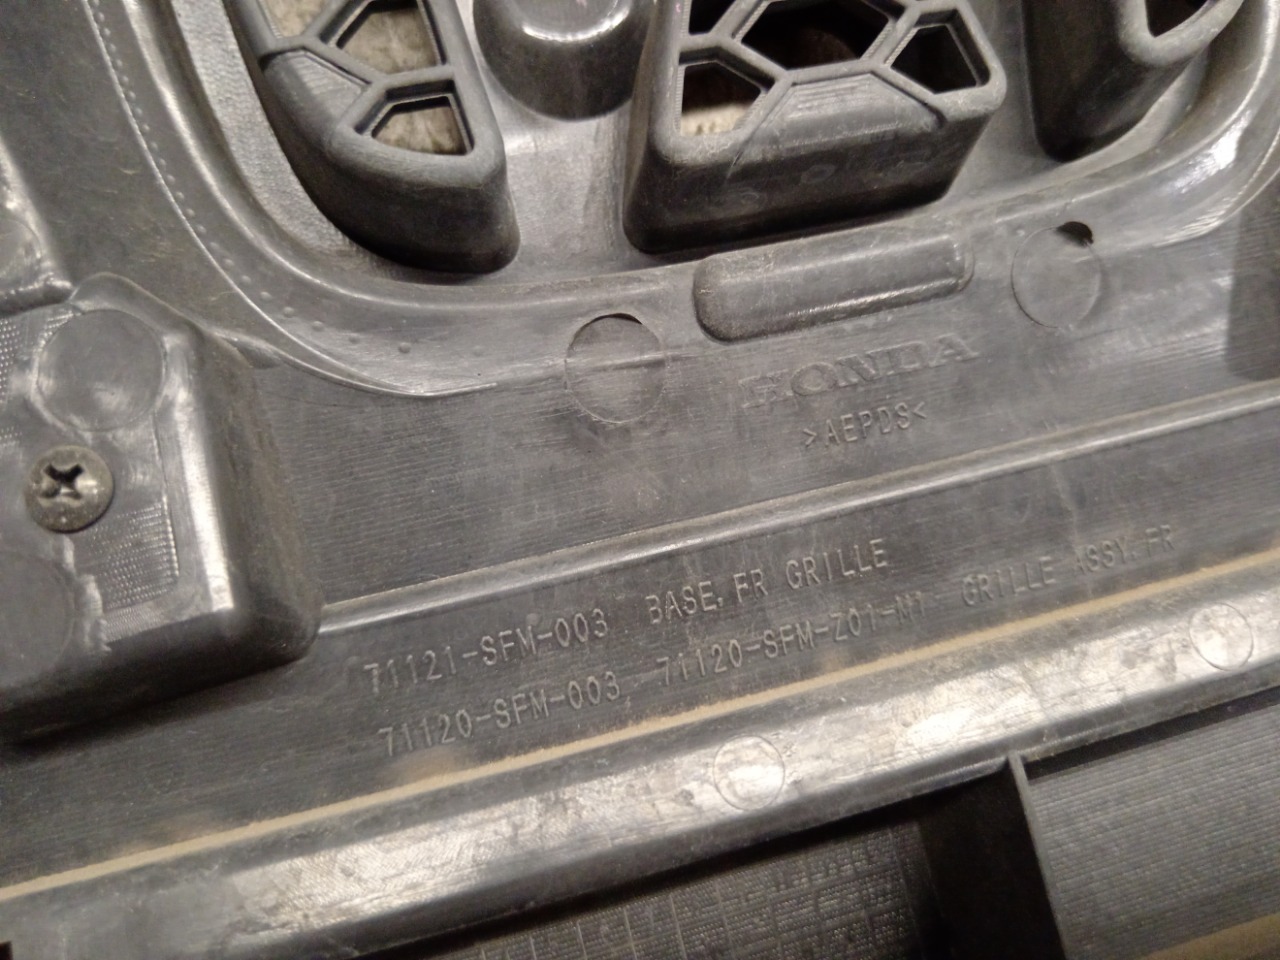 HONDA
>AEPDS<
71121-SFM-003 BASE, FR GRILLE
71120-SFM-003 71120-SFM-Z01-M1 GRILLE ASSY, FR